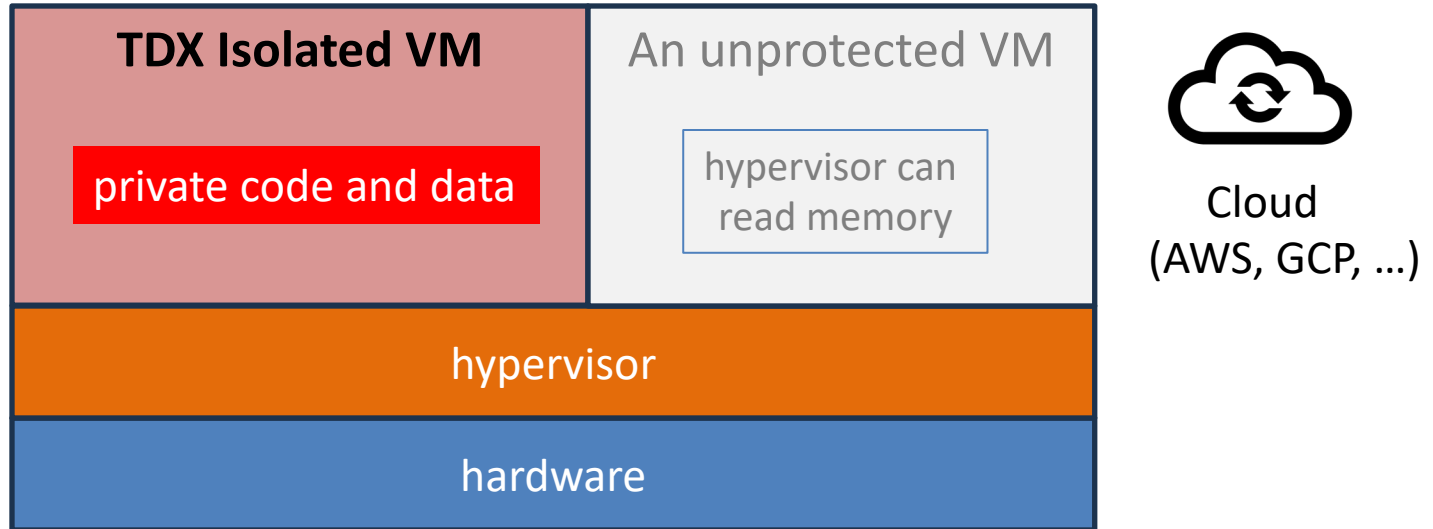 TDX Isolated VM
private code and data
An unprotected VM
hypervisor can
read memory
hypervisor
hardware
Cloud
(AWS, GCP, ...)